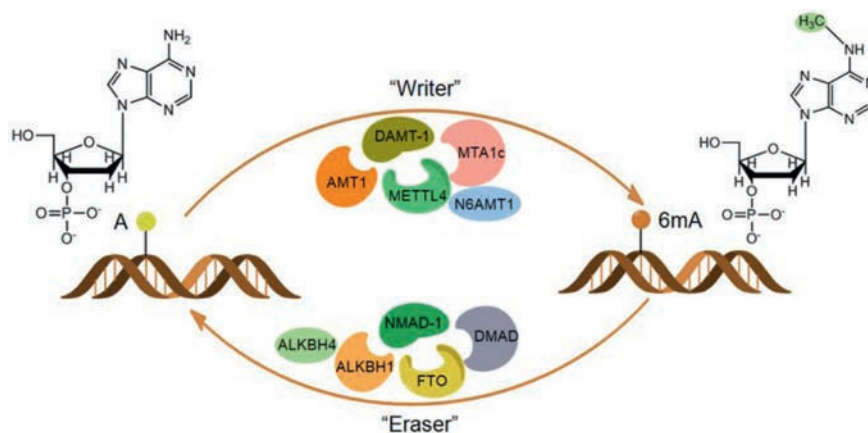 NH₂
N
N
N
N
HO
O
H
H
H
H
O
O=P-O⁻
O⁻
A
"Writer"
DAMT-1
MTA1c
AMT1
METTL4
N6AMT1
H₃C
NH
N
N
N
N
HO
O
H
H
H
H
O
O=P-O⁻
O⁻
6mA
NMAD-1
DMAD
ALKBH4
ALKBH1
FTO
"Eraser"